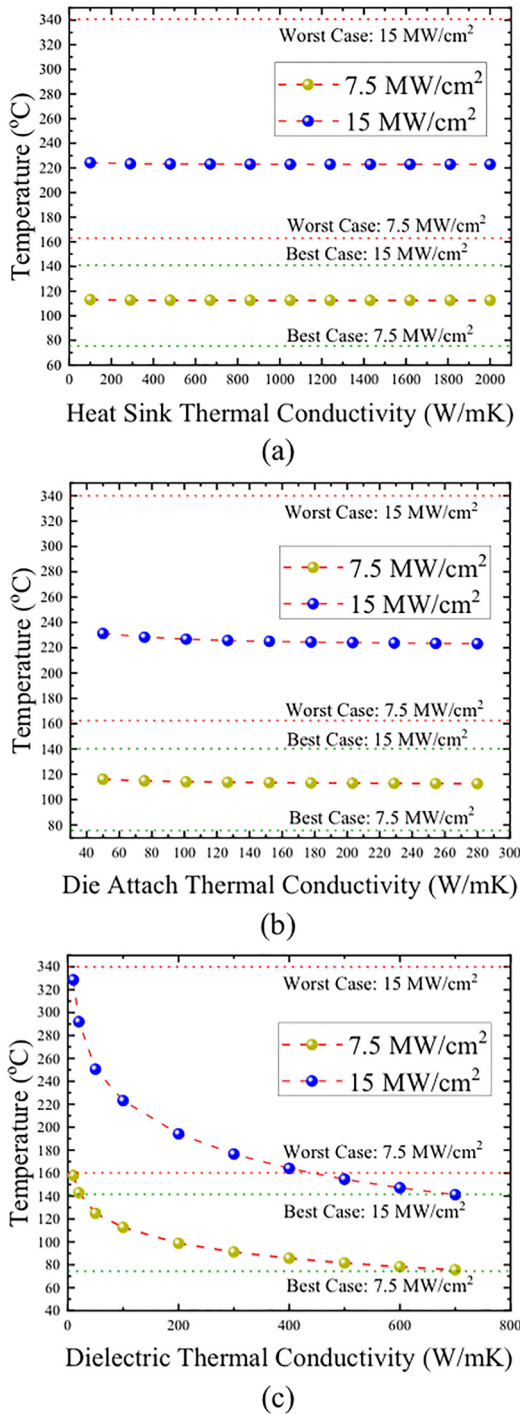 340
320
300
280
260
240
220
200
180
160
140
120
100
80
60
Temperature (ºC)
Worst Case: 15 MW/cm²
7.5 MW/cm²
15 MW/cm²
Worst Case: 7.5 MW/cm²
Best Case: 15 MW/cm²
Best Case: 7.5 MW/cm²
0 200 400 600 800 1000 1200 1400 1600 1800 2000
Heat Sink Thermal Conductivity (W/mK)
(a)
340
320
300
280
260
240
220
200
180
160
140
120
100
80
Temperature (ºC)
Worst Case: 15 MW/cm²
7.5 MW/cm²
15 MW/cm²
Worst Case: 7.5 MW/cm²
Best Case: 15 MW/cm²
Best Case: 7.5 MW/cm²
40 60 80 100 120 140 160 180 200 220 240 260 280 300
Die Attach Thermal Conductivity (W/mK)
(b)
340
320
300
280
260
240
220
200
180
160
140
120
100
80
60
40
Temperature (ºC)
Worst Case: 15 MW/cm²
7.5 MW/cm²
15 MW/cm²
Worst Case: 7.5 MW/cm²
Best Case: 15 MW/cm²
Best Case: 7.5 MW/cm²
0 200 400 600 800
Dielectric Thermal Conductivity (W/mK)
(c)